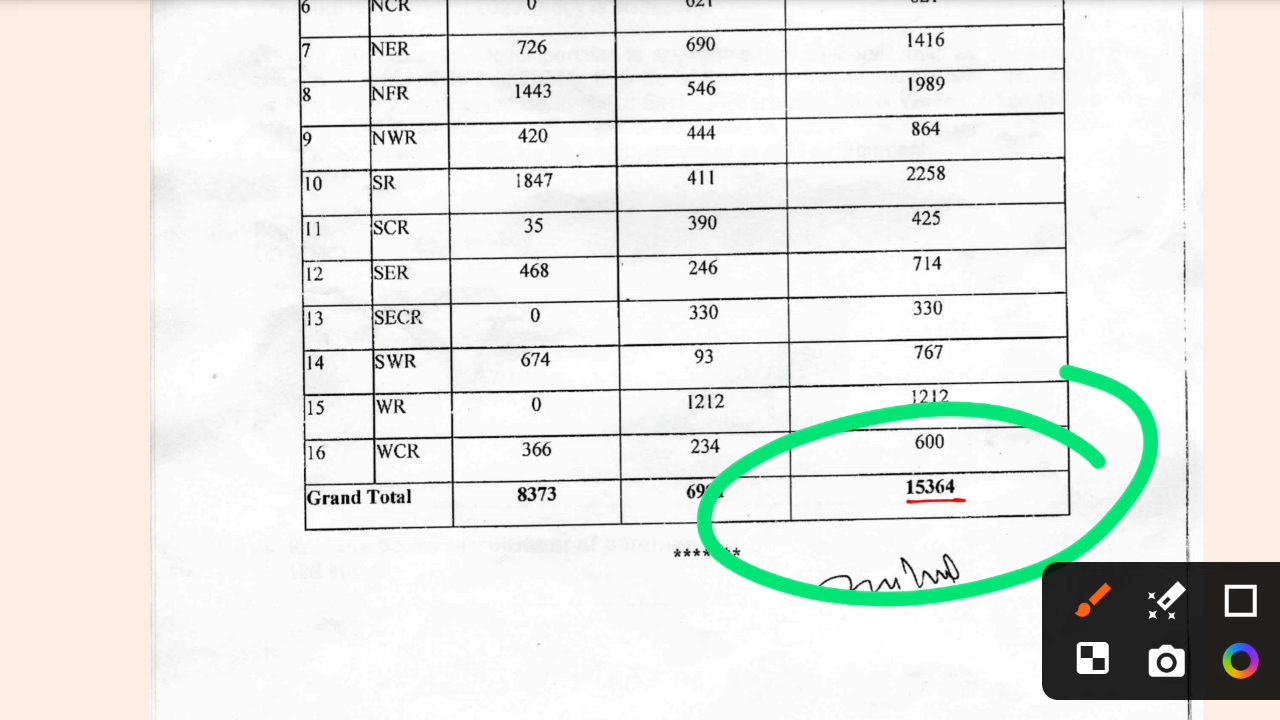 6 NCR 0 621 621
7 NER 726 690 1416
8 NFR 1443 546 1989
9 NWR 420 444 864
10 SR 1847 411 2258
11 SCR 35 390 425
12 SER 468 246 714
13 SECR 0 330 330
14 SWR 674 93 767
15 WR 0 1212 1212
16 WCR 366 234 600
Grand Total 8373 15364
*******